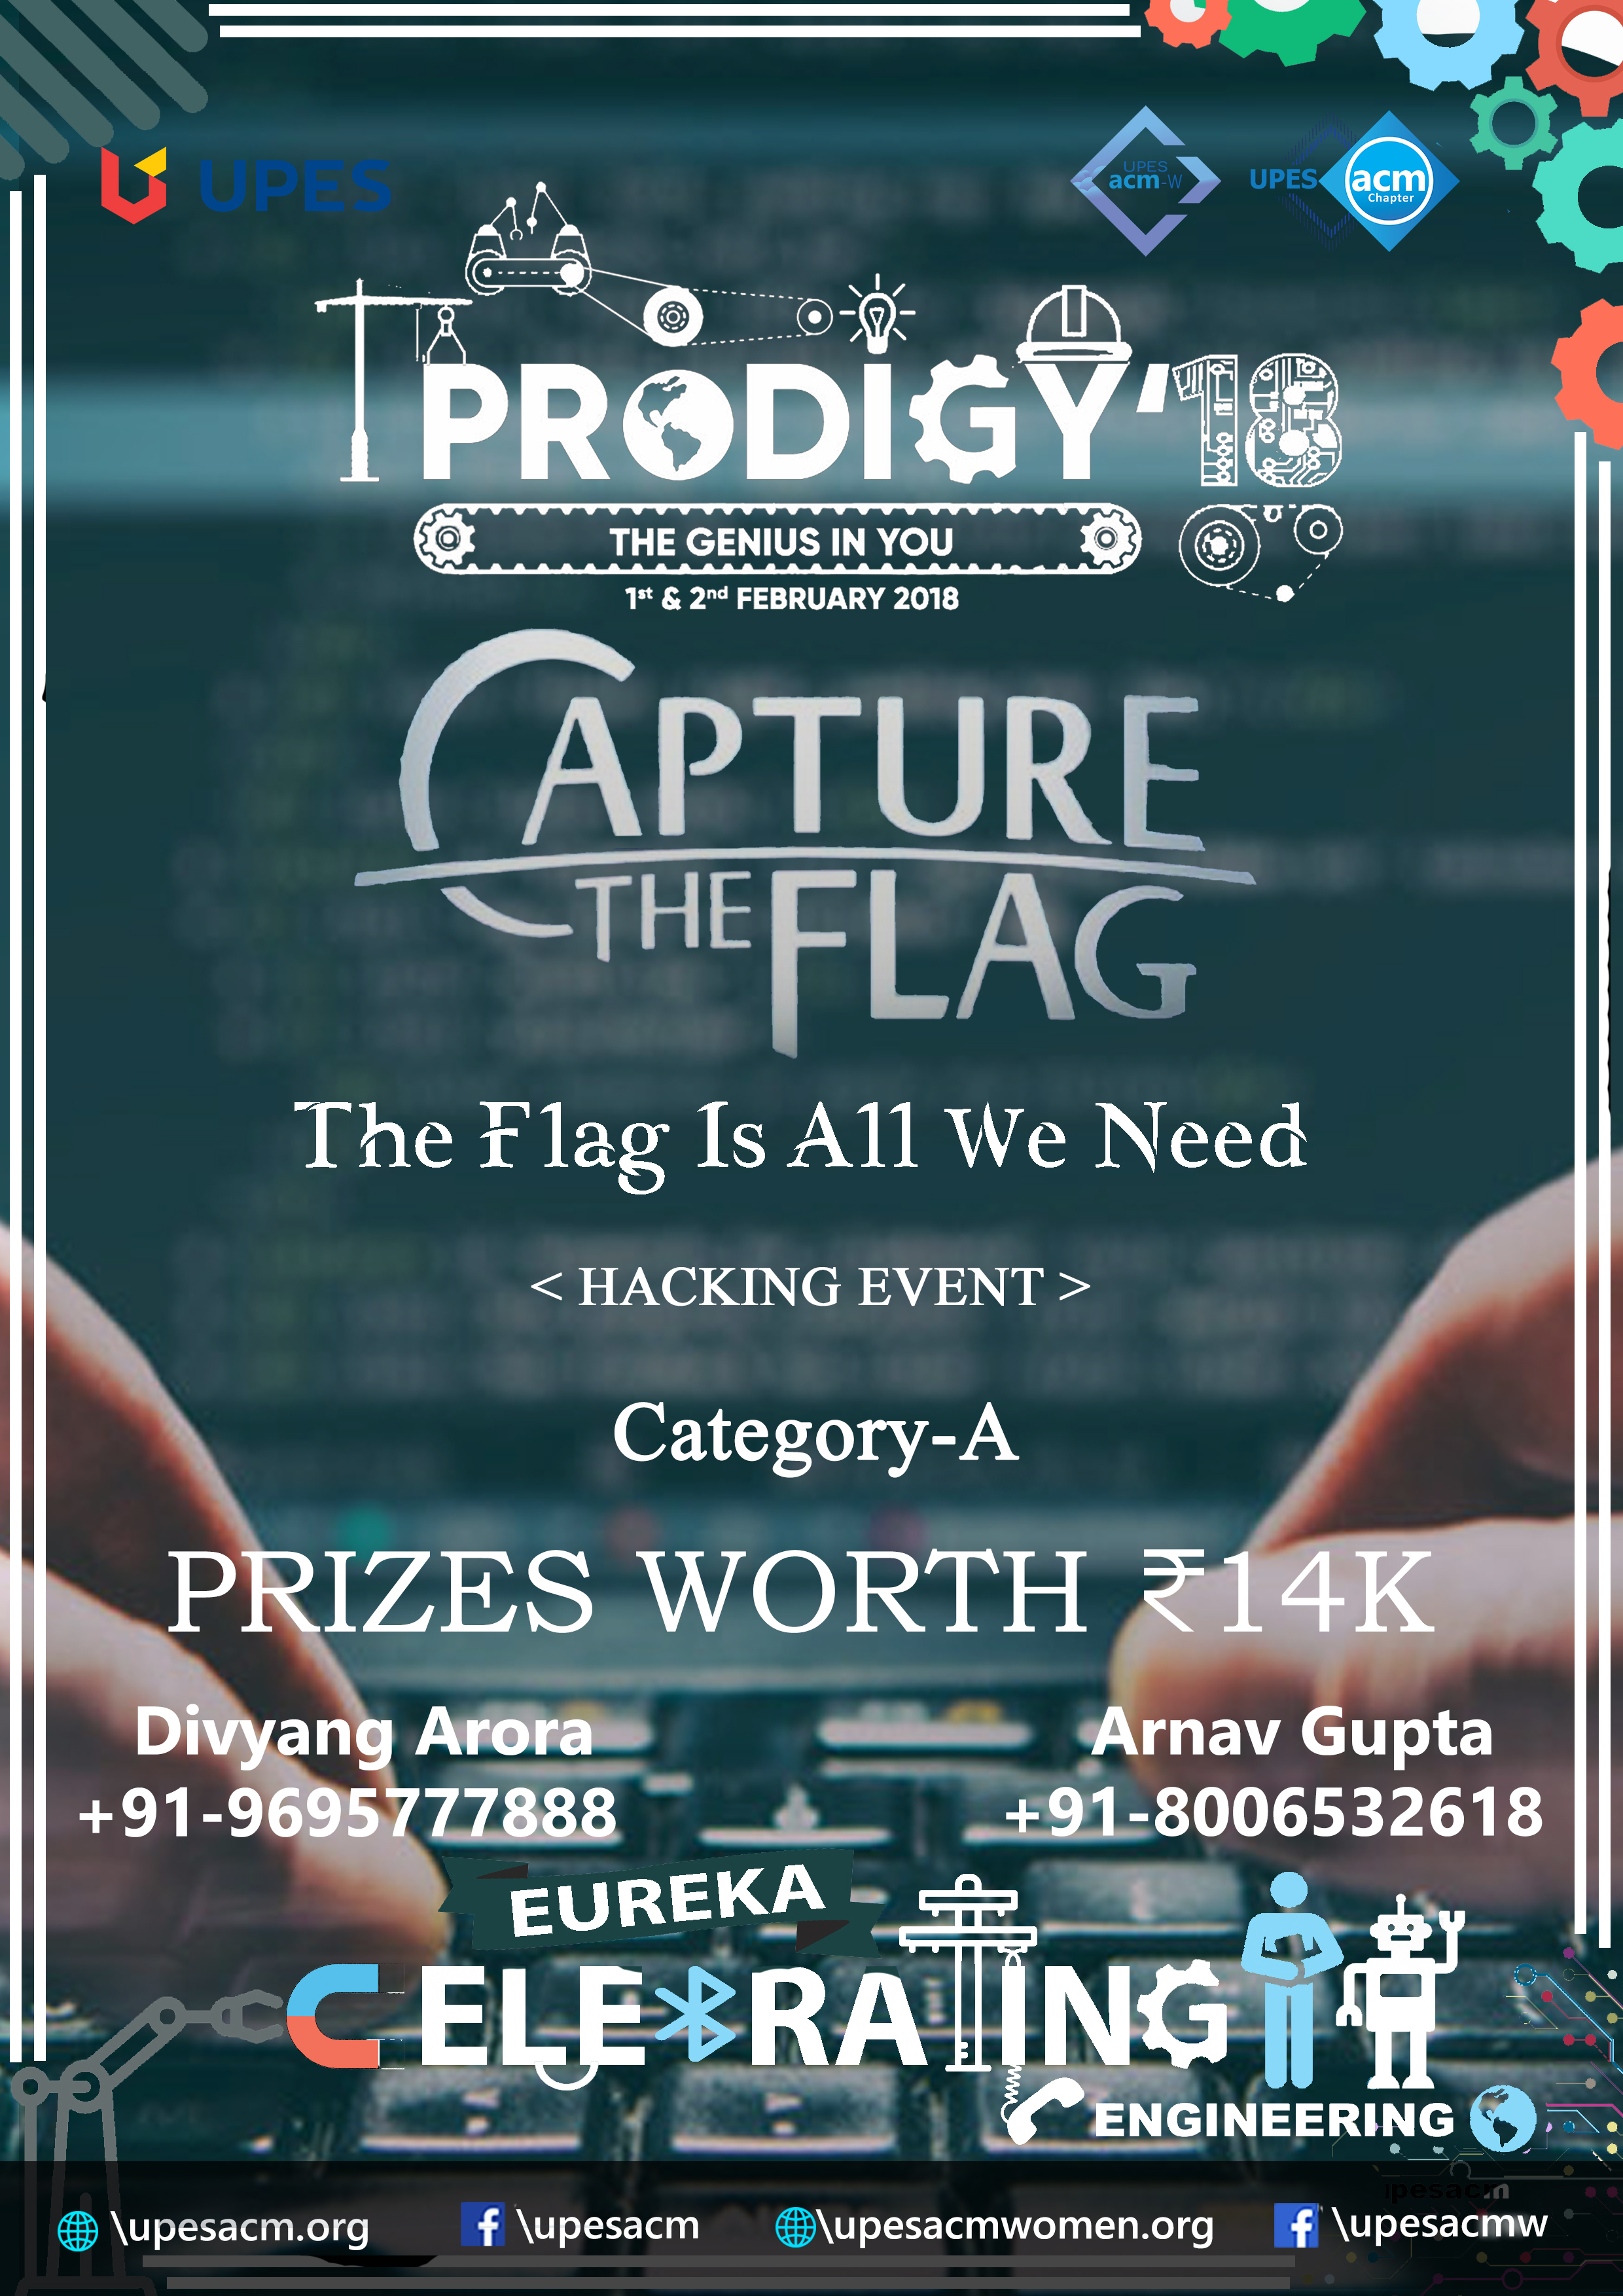 UPES
UPES
acm-W
UPES
acm
Chapter
PRODIGY'18
THE GENIUS IN YOU
1st & 2nd FEBRUARY 2018
CAPTURE
THE FLAG
The Flag Is All We Need
< HACKING EVENT >
Category-A
PRIZES WORTH ₹14K
Divyang Arora
+91-9695777888
Arnav Gupta
+91-8006532618
EUREKA
CELEBRATING
ENGINEERING
\upesacm.org
\upesacm
\upesacmwomen.org
\upesacmw